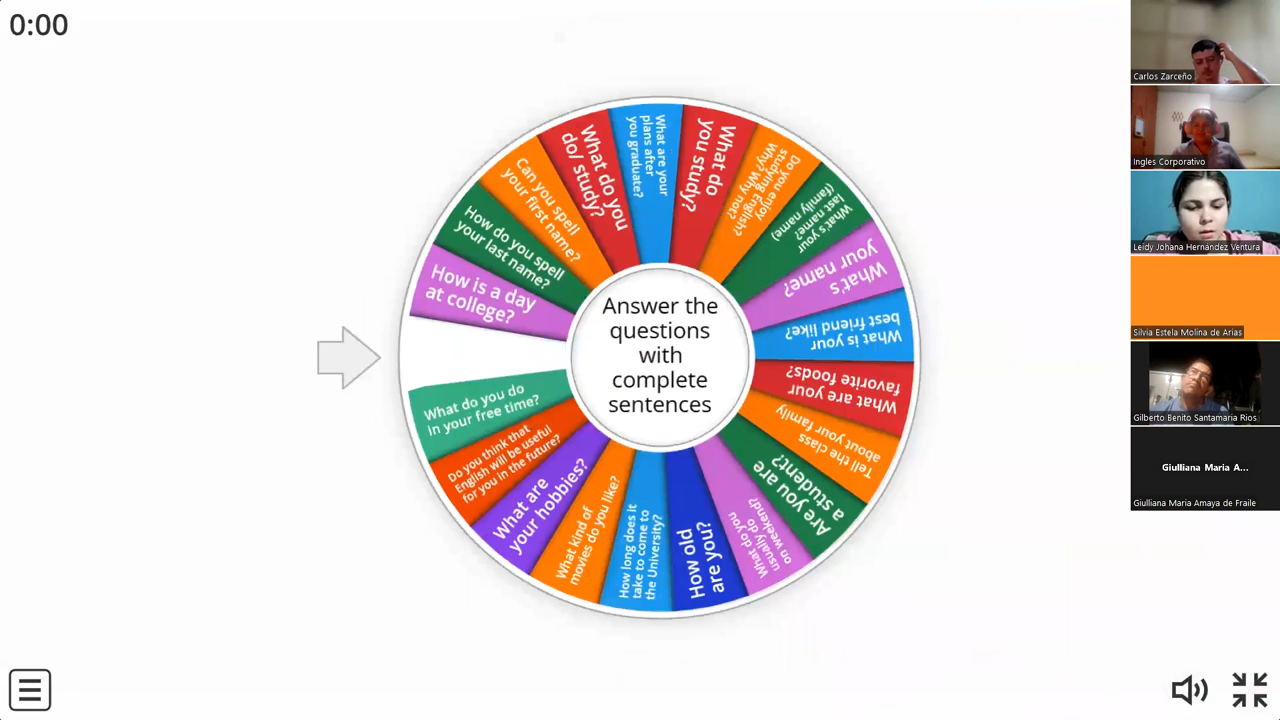 0:00
What are your
plans after
you graduate?
What do
you study?
Do you enjoy
studying English?
Why? Why not?
What's your
last name?
(family name)
What's
your name?
What is your
best friend like?
What are your
favorite foods?
Tell the class
about your family
Are you are
a student?
What do you
usually do
on weekend?
How old
are you?
How long does it
take to come to
the University?
What kind of
movies do you like?
What are
your hobbies?
Do you think that
English will be useful
for you in the future?
What do you do
in your free time?
How is a day
at college?
How do you spell
your last name?
Can you spell
your first name?
What do you
do/ study?
Answer the
questions
with
complete
sentences
Carlos Zarceño
Ingles Corporativo
Leidy Johana Hernández Ventura
Silvia Estela Molina de Arias
Gilberto Benito Santamaria Rios
Giulliana Maria A...
Giulliana Maria Amaya de Fraile